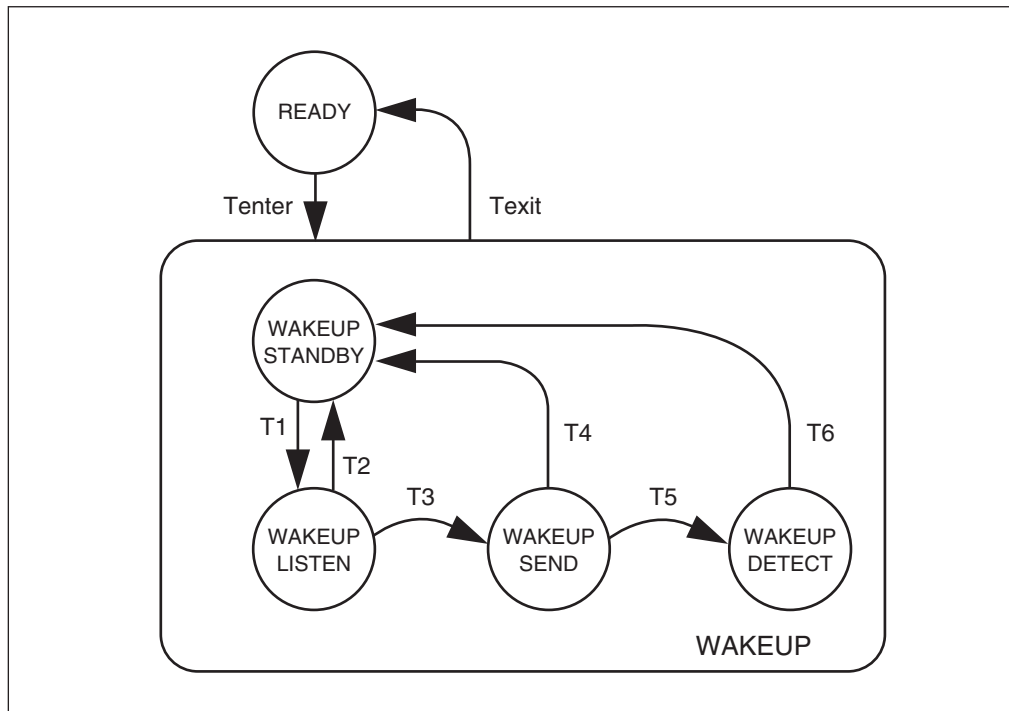 READY
Tenter
Texit
WAKEUP
STANDBY
T1
T2
T4
T6
T3
T5
WAKEUP
LISTEN
WAKEUP
SEND
WAKEUP
DETECT
WAKEUP